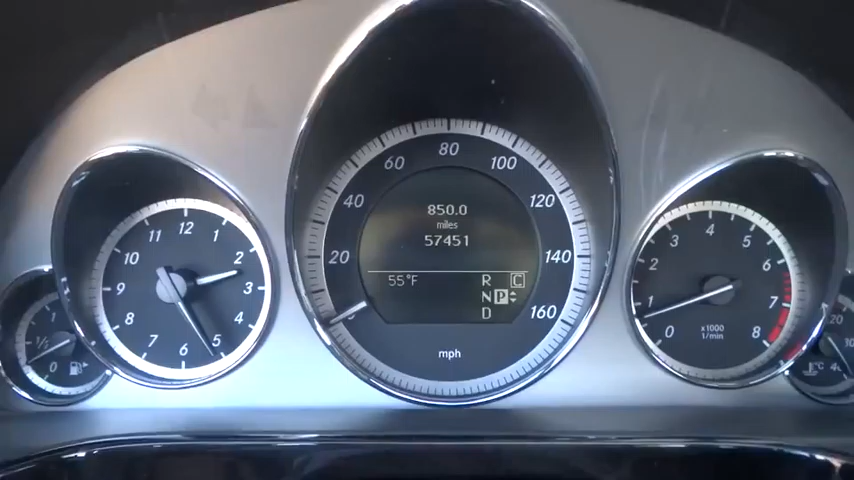 850.0
miles
57451
55°F
R C
N P
D
20 40 60 80 100 120 140 160
mph
12 1 2 3 4 5 6 7 8 9 10 11
0 1 2 3 4 5 6 7 8
x1000
1/min
0 1/2 1
°C